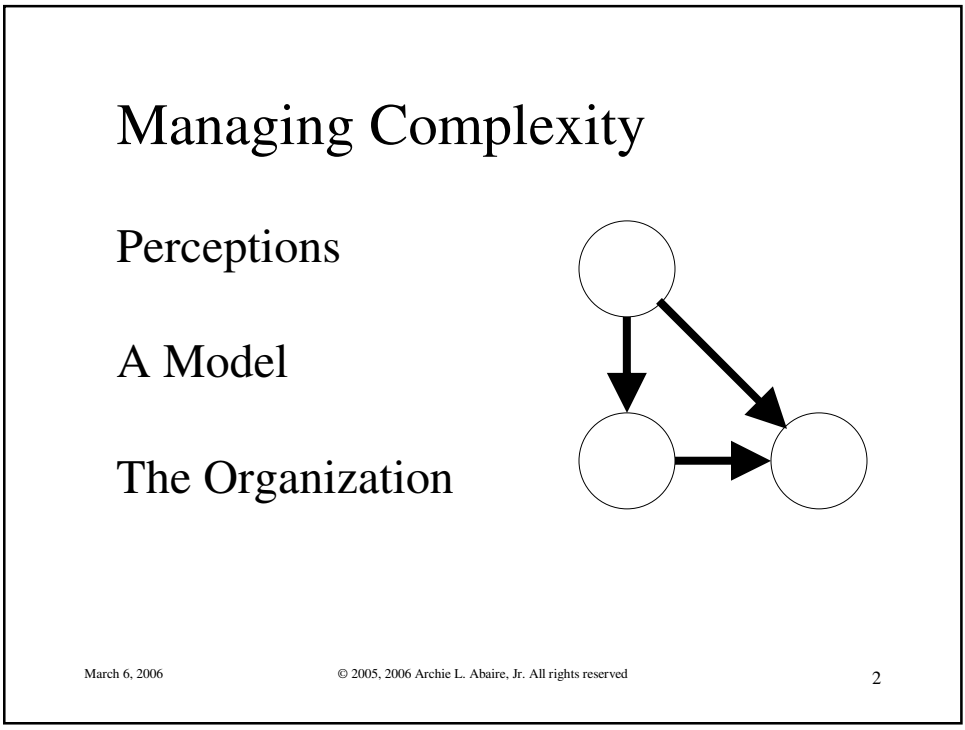 Managing Complexity
Perceptions
A Model
The Organization
March 6, 2006
© 2005, 2006 Archie L. Abaire, Jr. All rights reserved
2